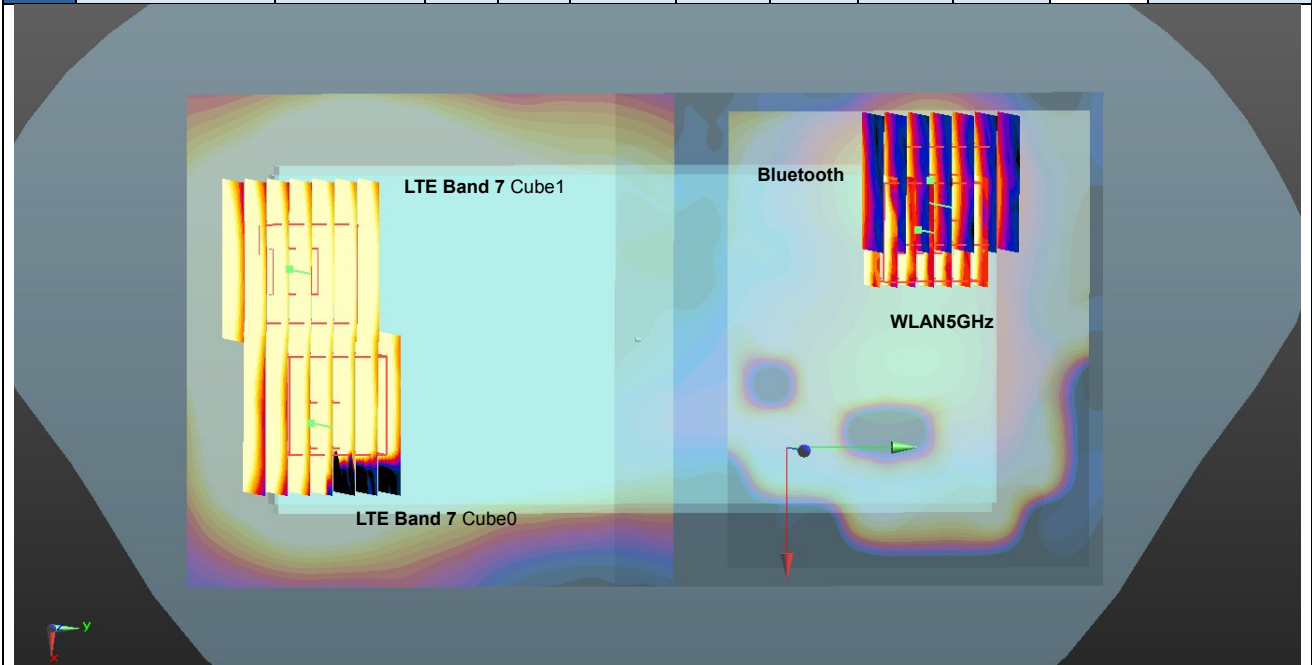 LTE Band 7 Cube1
Bluetooth
WLAN5GHz
LTE Band 7 Cube0
Y
X